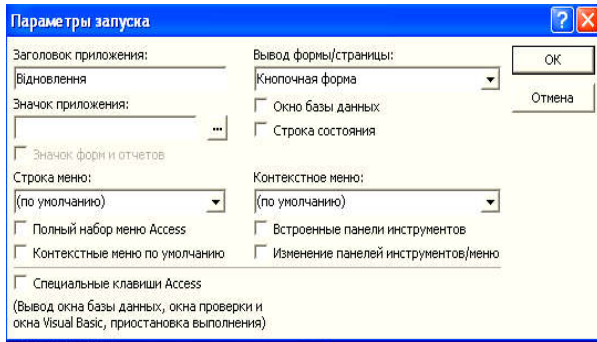 Параметры запуска
Заголовок приложения:
Вывод формы/страницы:
OK
Відновлення
Кнопочная форма
Отмена
Значок приложения:
Окно базы данных
...
Строка состояния
Значок форм и отчетов
Строка меню:
Контекстное меню:
(по умолчанию)
(по умолчанию)
Полный набор меню Access
Встроенные панели инструментов
Контекстные меню по умолчанию
Изменение панелей инструментов/меню
Специальные клавиши Access
(Вывод окна базы данных, окна проверки и
окна Visual Basic, приостановка выполнения)